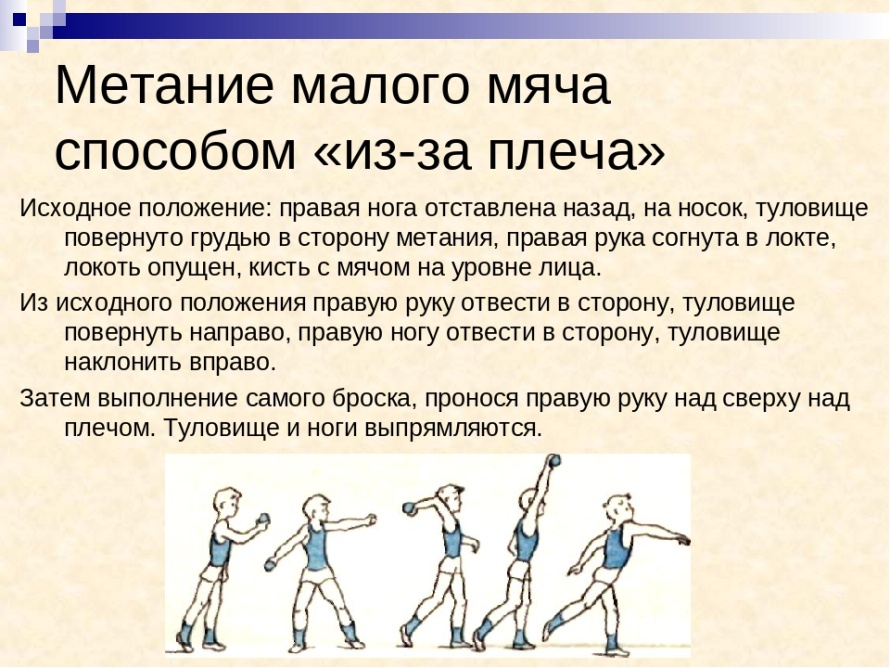 Метание малого мяча
способом «из-за плеча»
Исходное положение: правая нога отставлена назад, на носок, туловище
повернуто грудью в сторону метания, правая рука согнута в локте,
локоть опущен, кисть с мячом на уровне лица.
Из исходного положения правую руку отвести в сторону, туловище
повернуть направо, правую ногу отвести в сторону, туловище
наклонить вправо.
Затем выполнение самого броска, пронося правую руку над сверху над
плечом. Туловище и ноги выпрямляются.